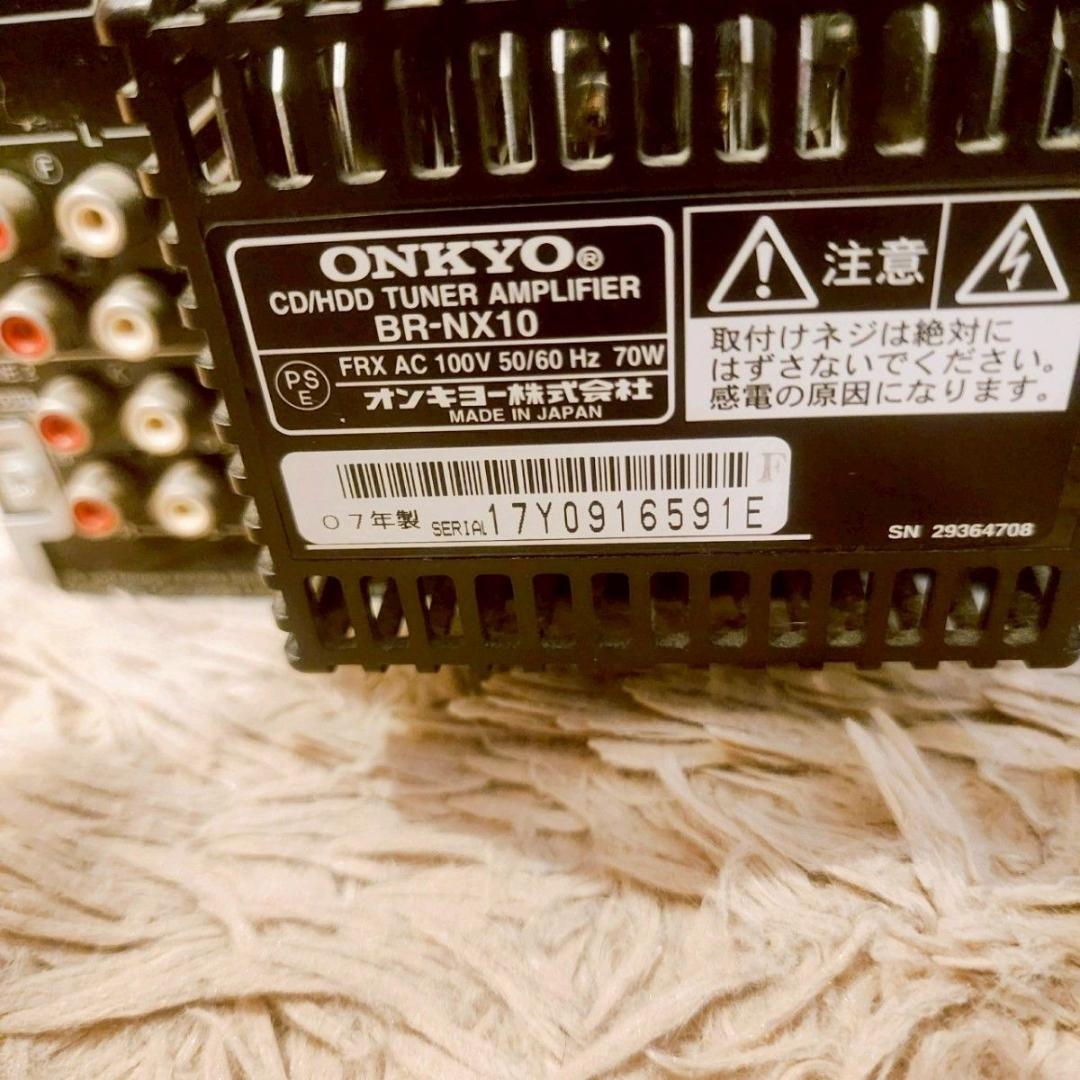 F
ONKYO®
CD/HDD TUNER AMPLIFIER
BR-NX10
PS
E
FRX AC 100V 50/60 Hz 70W
オンキヨー株式会社
MADE IN JAPAN
注意
取付けネジは絶対に
はずさないでください。
感電の原因になります。
F
07年製 SERIAL 17Y0916591E
SN 29364708